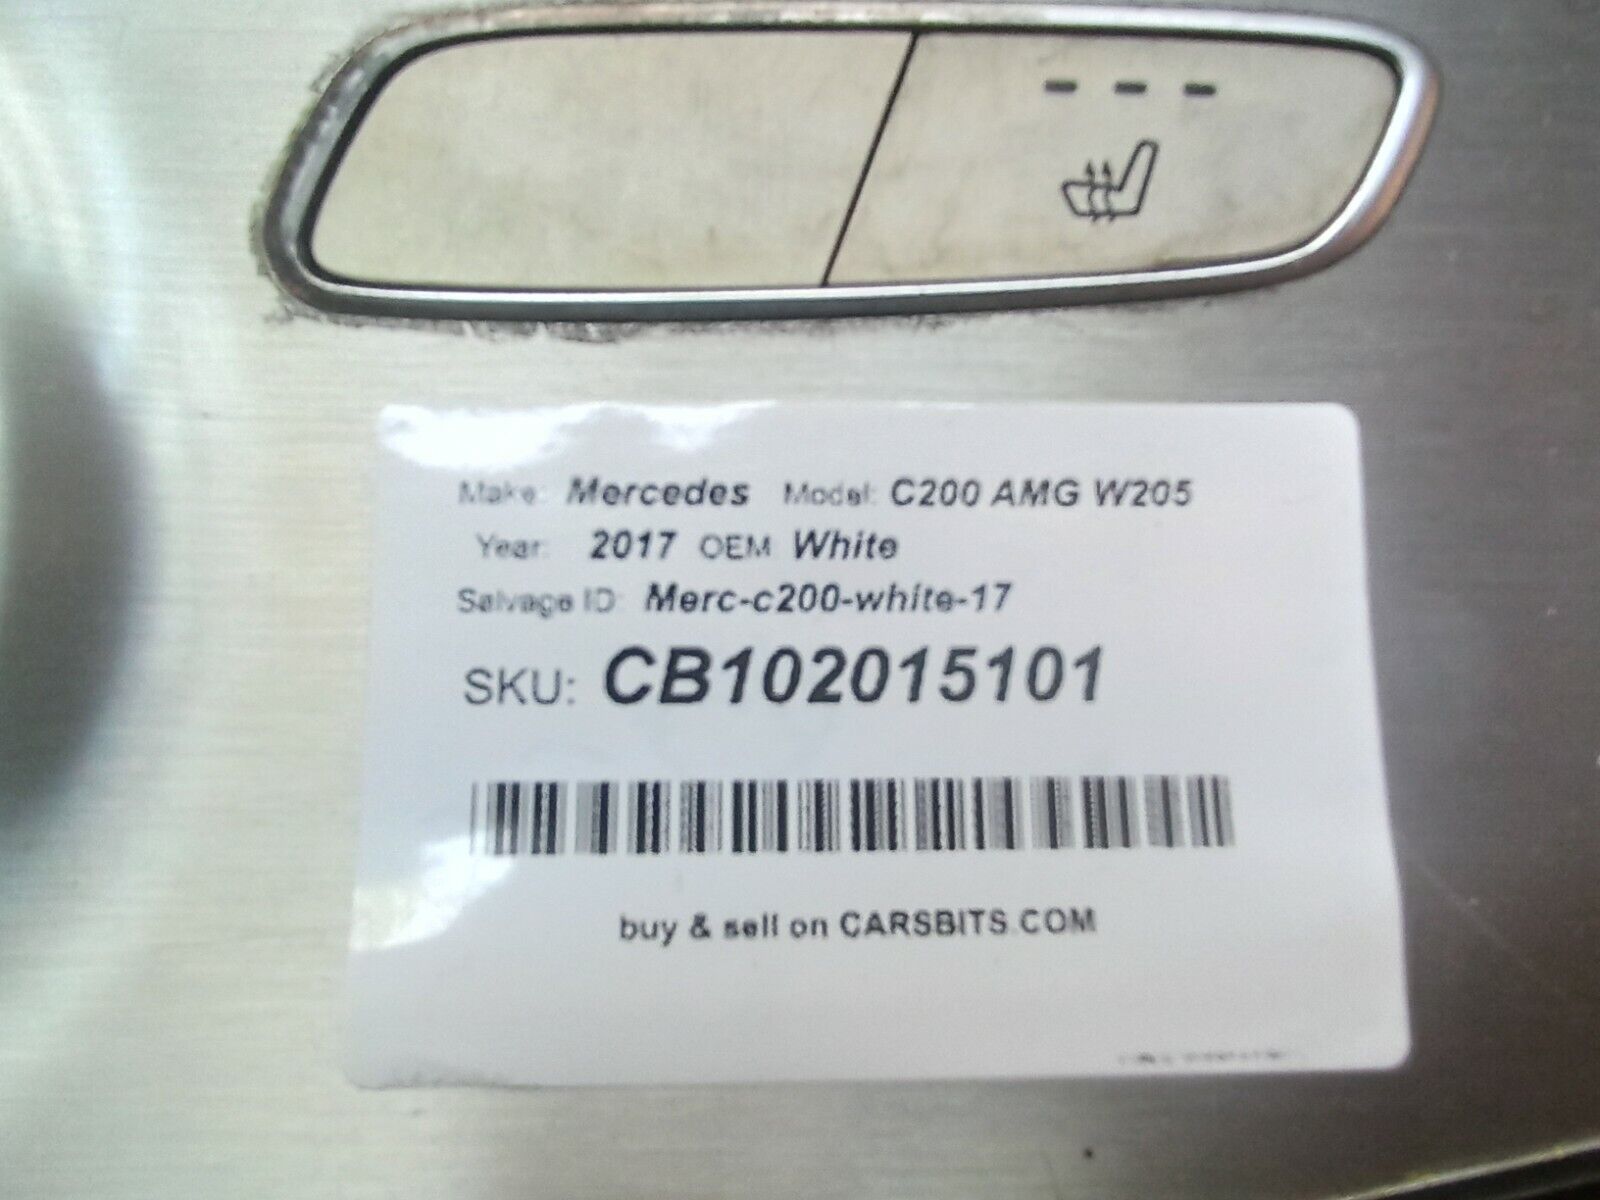 Make: Mercedes Model: C200 AMG W205
Year: 2017 OEM White
Salvage ID: Merc-c200-white-17
SKU: CB102015101
buy & sell on CARSBITS.COM